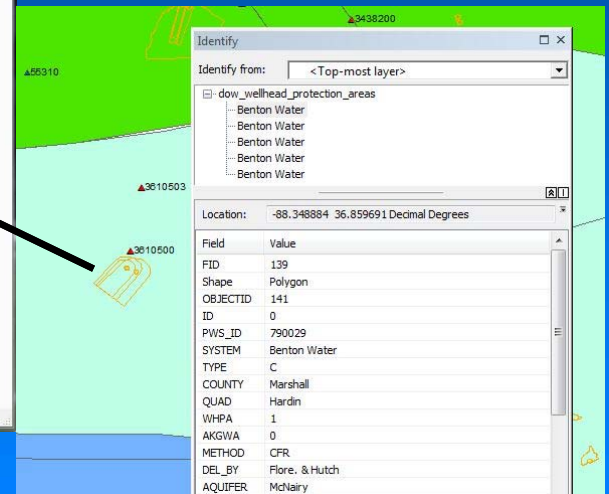 3438200
55310
3610503
3610500
Identify
Identify from: <Top-most layer>
dow_wellhead_protection_areas
Benton Water
Benton Water
Benton Water
Benton Water
Benton Water
Location: -88.348884 36.859691 Decimal Degrees
Field Value
FID 139
Shape Polygon
OBJECTID 141
ID 0
PWS_ID 790029
SYSTEM Benton Water
TYPE C
COUNTY Marshall
QUAD Hardin
WHPA 1
AKGWA 0
METHOD CFR
DEL_BY Flore. & Hutch
AQUIFER McNairy